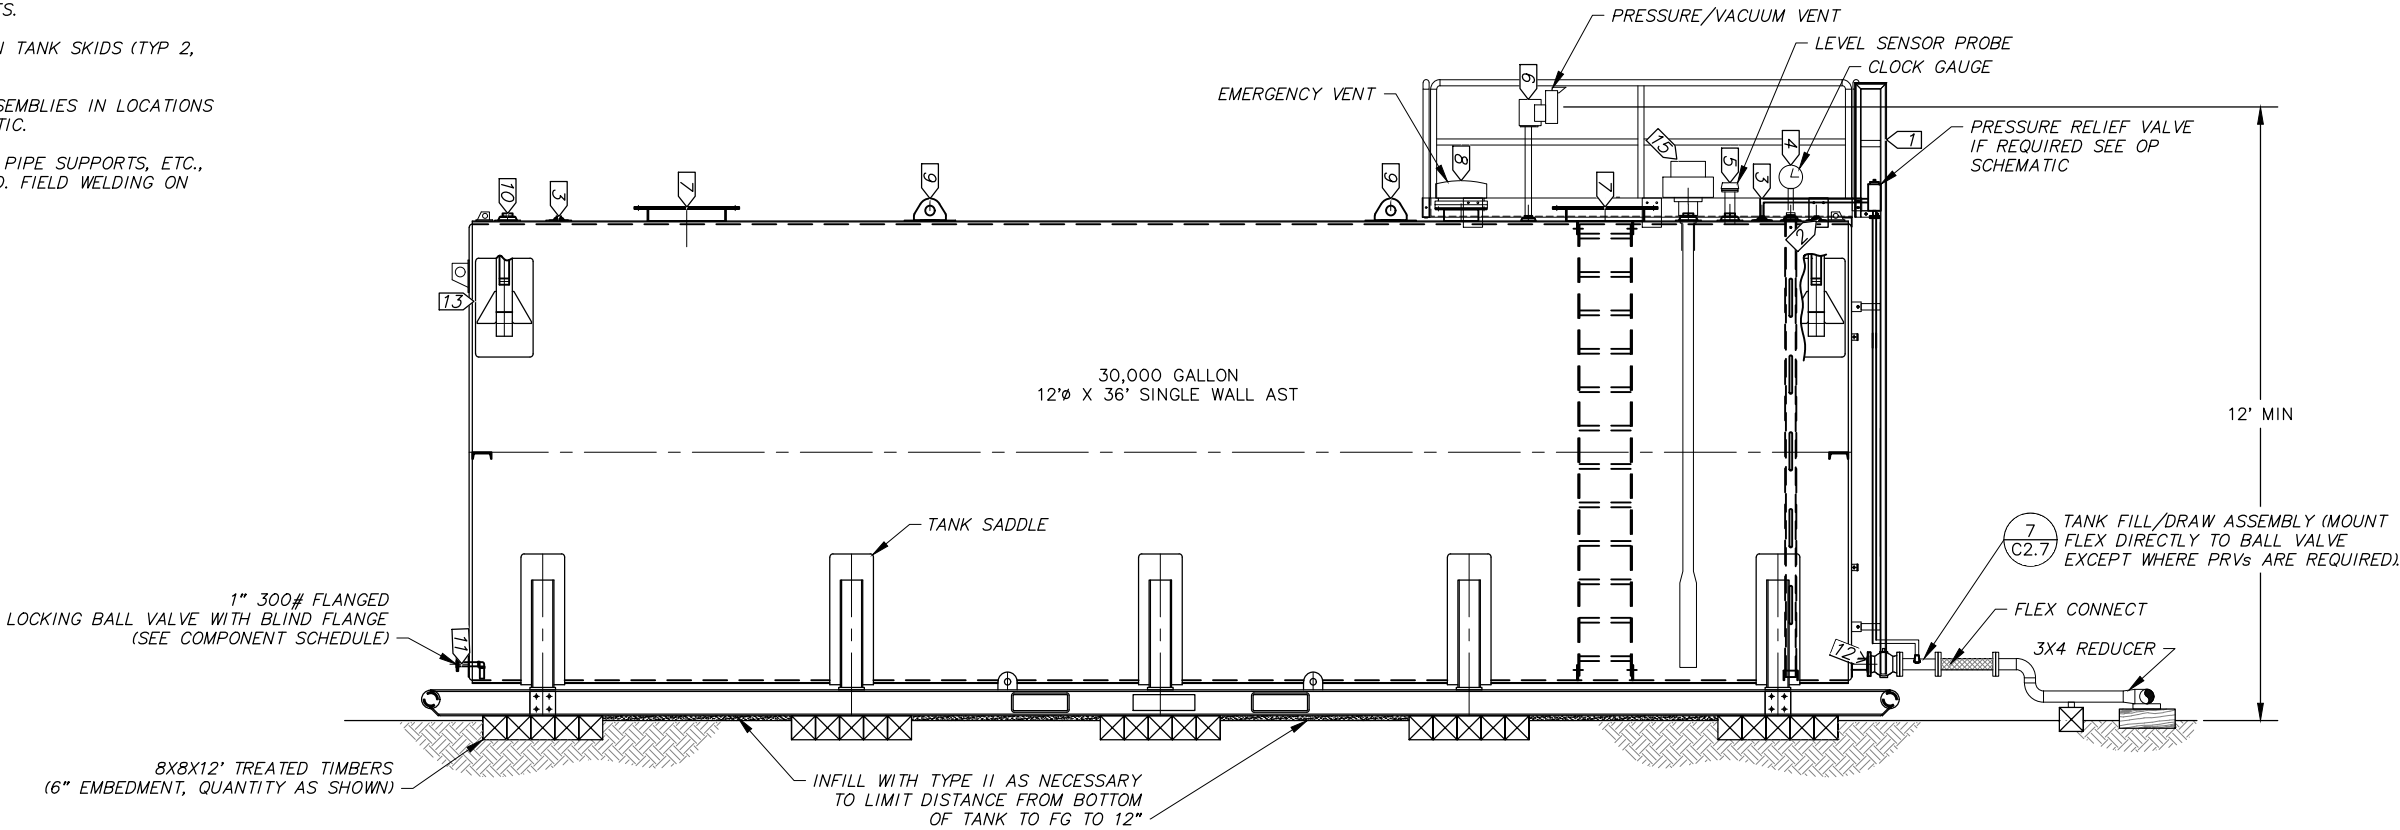 TS.
N TANK SKIDS (TYP 2,
SEMBLIES IN LOCATIONS
TIC.
PIPE SUPPORTS, ETC.,
D. FIELD WELDING ON
PRESSURE/VACUUM VENT
LEVEL SENSOR PROBE
CLOCK GAUGE
EMERGENCY VENT
PRESSURE RELIEF VALVE
IF REQUIRED SEE OP
SCHEMATIC
10
3
7
9
9
8
6
7
15
5
3
4
2
1
13
30,000 GALLON
12'ø X 36' SINGLE WALL AST
12' MIN
TANK SADDLE
7
C2.7
TANK FILL/DRAW ASSEMBLY (MOUNT
FLEX DIRECTLY TO BALL VALVE
EXCEPT WHERE PRVs ARE REQUIRED).
1" 300# FLANGED
LOCKING BALL VALVE WITH BLIND FLANGE
(SEE COMPONENT SCHEDULE)
11
12
FLEX CONNECT
3X4 REDUCER
8X8X12' TREATED TIMBERS
(6" EMBEDMENT, QUANTITY AS SHOWN)
INFILL WITH TYPE II AS NECESSARY
TO LIMIT DISTANCE FROM BOTTOM
OF TANK TO FG TO 12"